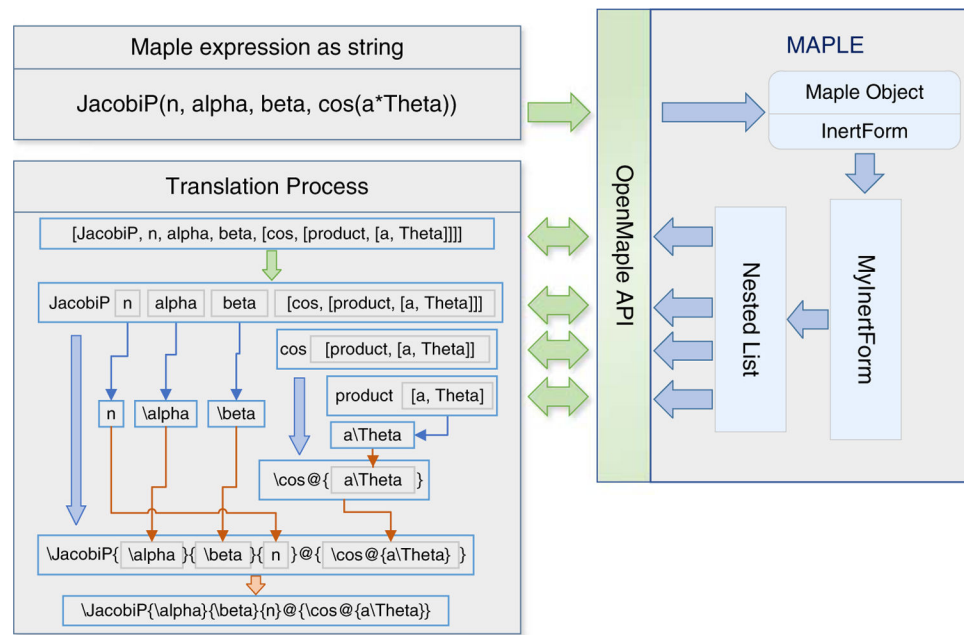 Maple expression as string
JacobiP(n, alpha, beta, cos(a*Theta))
Translation Process
[JacobiP, n, alpha, beta, [cos, [product, [a, Theta]]]]
JacobiP n alpha beta [cos, [product, [a, Theta]]]
cos [product, [a, Theta]]
product [a, Theta]
n \alpha \beta
a\Theta
\cos@{ a\Theta }
\JacobiP{ \alpha }{ \beta }{ n }@{ \cos@{a\Theta} }
\JacobiP{\alpha}{\beta}{n}@{\cos@{a\Theta}}
OpenMaple API
MAPLE
Maple Object
InertForm
MyInertForm
Nested List